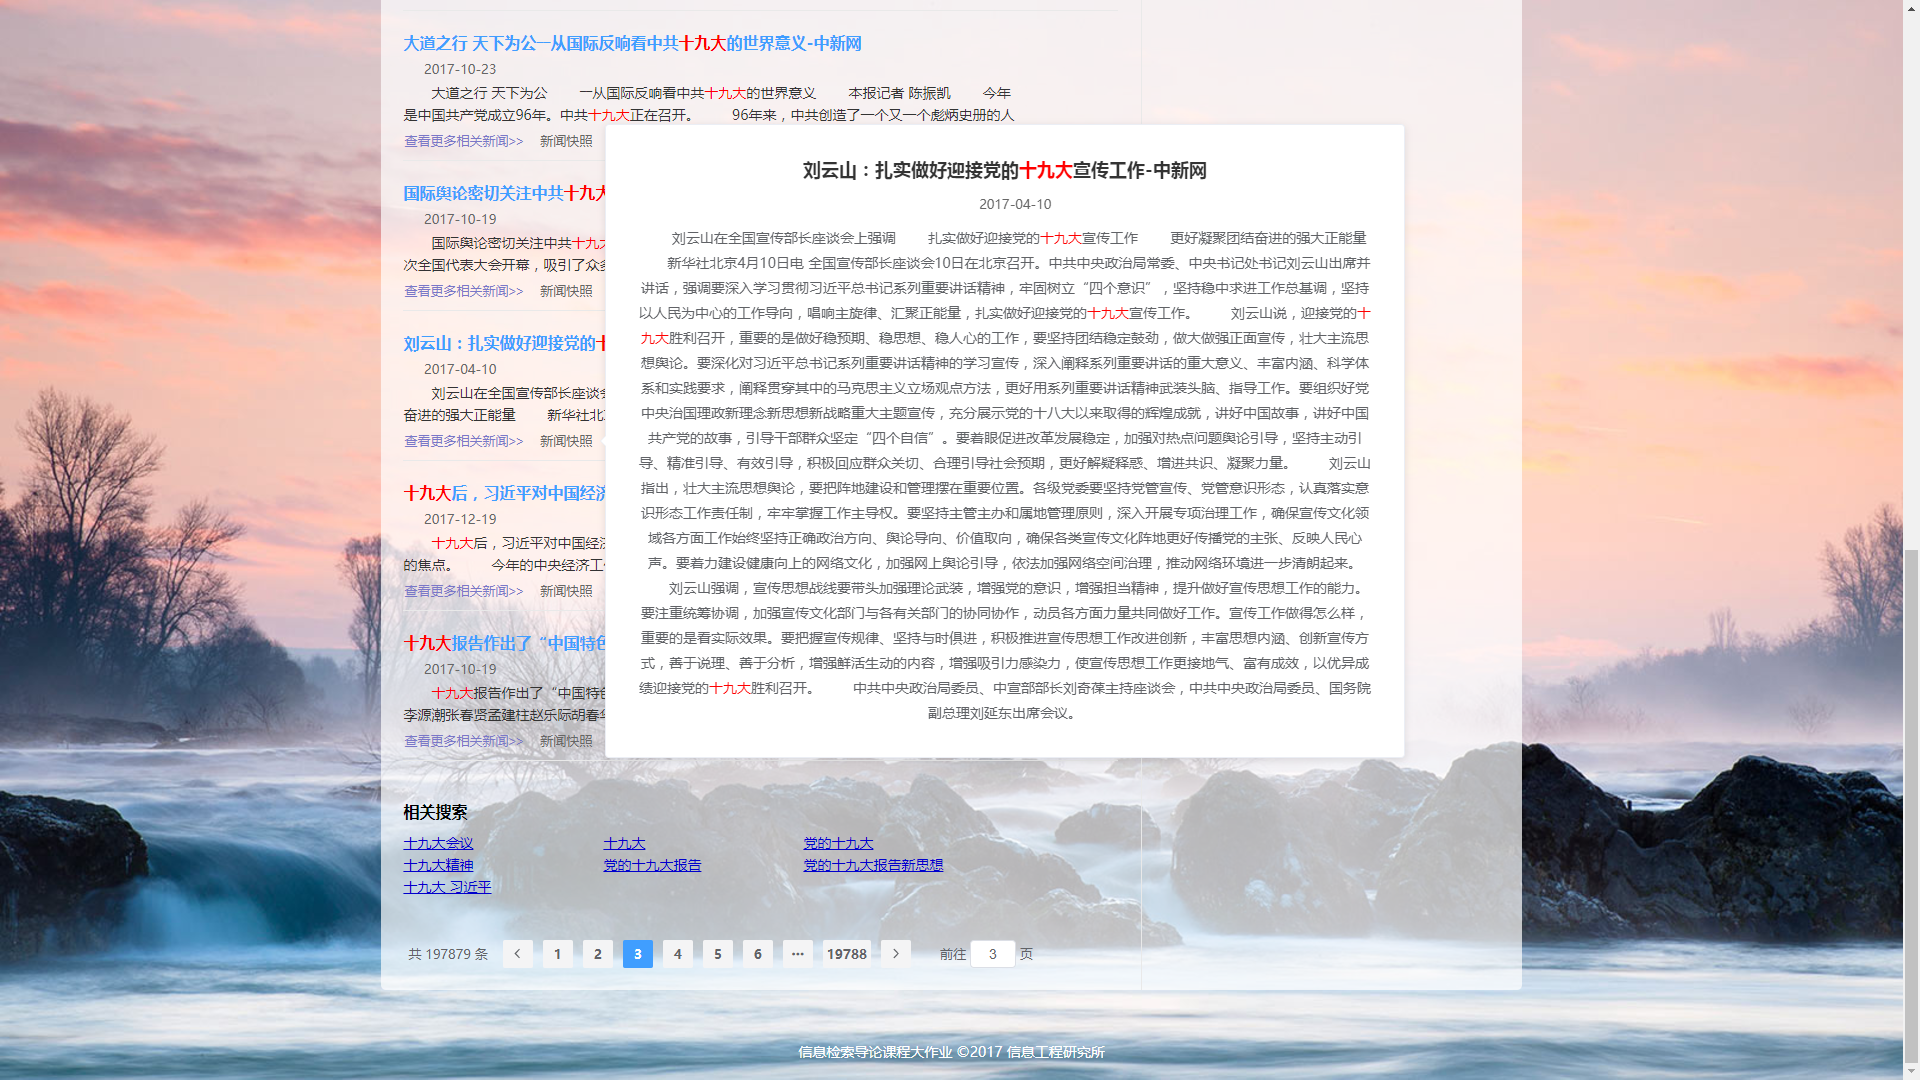 大道之行 天下为公一从国际反响看中共十九大的世界意义-中新网
2017-10-23
大道之行 天下为公 一从国际反响看中共十九大的世界意义 本报记者 陈振凯 今年
是中国共产党成立96年。中共十九大正在召开。 96年来，中共创造了一个又一个彪炳史册的人
查看更多相关新闻>> 新闻快照
国际舆论密切关注中共十九大
2017-10-19
国际舆论密切关注中共十九大
次全国代表大会开幕，吸引了众多
查看更多相关新闻>> 新闻快照
刘云山：扎实做好迎接党的十
2017-04-10
刘云山在全国宣传部长座谈会
奋进的强大正能量 新华社北京
查看更多相关新闻>> 新闻快照
十九大后，习近平对中国经济
2017-12-19
十九大后，习近平对中国经济
的焦点。 今年的中央经济工
查看更多相关新闻>> 新闻快照
十九大报告作出了“中国特色
2017-10-19
十九大报告作出了“中国特色
李源潮张春贤孟建柱赵乐际胡春华
查看更多相关新闻>> 新闻快照
刘云山：扎实做好迎接党的十九大宣传工作-中新网
2017-04-10
刘云山在全国宣传部长座谈会上强调 扎实做好迎接党的十九大宣传工作 更好凝聚团结奋进的强大正能量
新华社北京4月10日电 全国宣传部长座谈会10日在北京召开。中共中央政治局常委、中央书记处书记刘云山出席并
讲话，强调要深入学习贯彻习近平总书记系列重要讲话精神，牢固树立“四个意识”，坚持稳中求进工作总基调，坚持
以人民为中心的工作导向，唱响主旋律、汇聚正能量，扎实做好迎接党的十九大宣传工作。 刘云山说，迎接党的十
九大胜利召开，重要的是做好稳预期、稳思想、稳人心的工作，要坚持团结稳定鼓劲，做大做强正面宣传，壮大主流思
想舆论。要深化对习近平总书记系列重要讲话精神的学习宣传，深入阐释系列重要讲话的重大意义、丰富内涵、科学体
系和实践要求，阐释贯穿其中的马克思主义立场观点方法，更好用系列重要讲话精神武装头脑、指导工作。要组织好党
中央治国理政新理念新思想新战略重大主题宣传，充分展示党的十八大以来取得的辉煌成就，讲好中国故事，讲好中国
共产党的故事，引导干部群众坚定“四个自信”。要着眼促进改革发展稳定，加强对热点问题舆论引导，坚持主动引
导、精准引导、有效引导，积极回应群众关切、合理引导社会预期，更好解疑释惑、增进共识、凝聚力量。 刘云山
指出，壮大主流思想舆论，要把阵地建设和管理摆在重要位置。各级党委要坚持党管宣传、党管意识形态，认真落实意
识形态工作责任制，牢牢掌握工作主导权。要坚持主管主办和属地管理原则，深入开展专项治理工作，确保宣传文化领
域各方面工作始终坚持正确政治方向、舆论导向、价值取向，确保各类宣传文化阵地更好传播党的主张、反映人民心
声。要着力建设健康向上的网络文化，加强网上舆论引导，依法加强网络空间治理，推动网络环境进一步清朗起来。
刘云山强调，宣传思想战线要带头加强理论武装，增强党的意识，增强担当精神，提升做好宣传思想工作的能力。
要注重统筹协调，加强宣传文化部门与各有关部门的协同协作，动员各方面力量共同做好工作。宣传工作做得怎么样，
重要的是看实际效果。要把握宣传规律、坚持与时俱进，积极推进宣传思想工作改进创新，丰富思想内涵、创新宣传方
式，善于说理、善于分析，增强鲜活生动的内容，增强吸引力感染力，使宣传思想工作更接地气、富有成效，以优异成
绩迎接党的十九大胜利召开。 中共中央政治局委员、中宣部部长刘奇葆主持座谈会，中共中央政治局委员、国务院
副总理刘延东出席会议。
相关搜索
十九大会议 十九大 党的十九大
十九大精神 党的十九大报告 党的十九大报告新思想
十九大 习近平
共 197879 条 1 2 3 4 5 6 ··· 19788 前往 3 页
信息检索导论课程大作业 ©2017 信息工程研究所